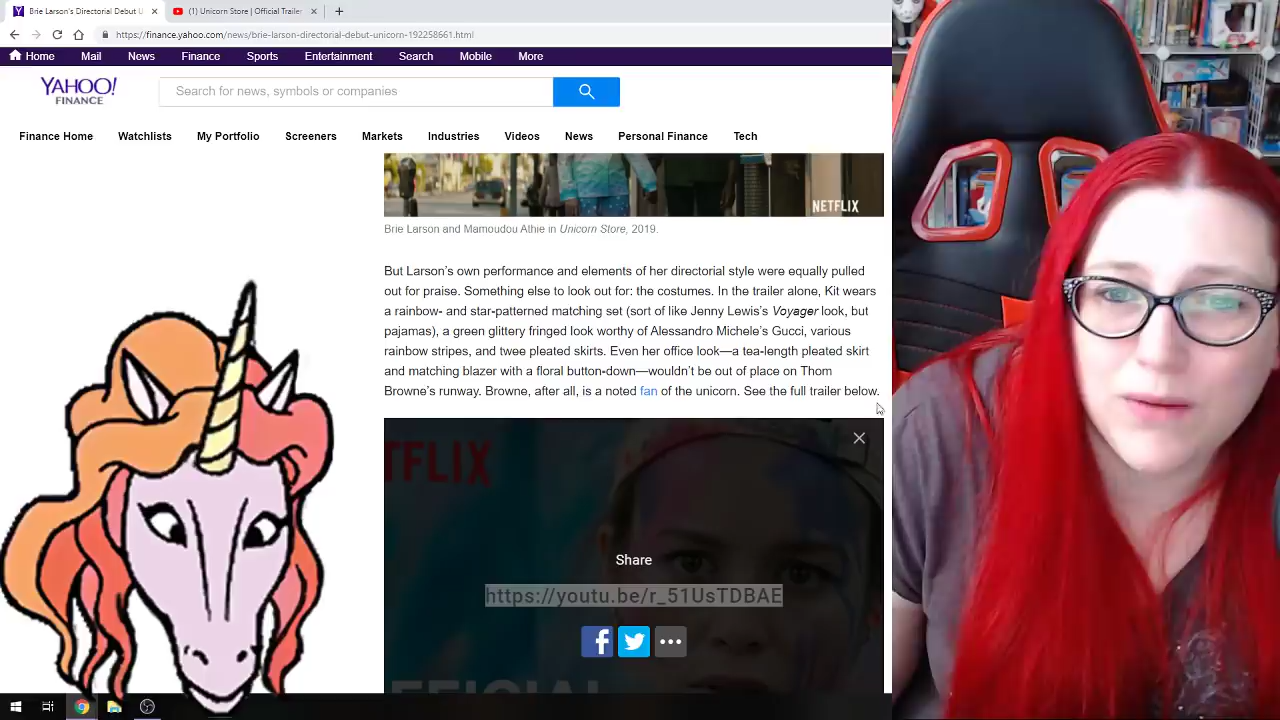 Brie Larson's Directorial Debut U
(1) Unicorn Store | Official Trailer
https://finance.yahoo.com/news/brie-larson-directorial-debut-unicorn-192258661.html
Home Mail News Finance Sports Entertainment Search Mobile More
YAHOO!
FINANCE
Search for news, symbols or companies
Finance Home Watchlists My Portfolio Screeners Markets Industries Videos News Personal Finance Tech
NETFLIX
Brie Larson and Mamoudou Athie in Unicorn Store, 2019.
But Larson's own performance and elements of her directorial style were equally pulled
out for praise. Something else to look out for: the costumes. In the trailer alone, Kit wears
a rainbow- and star-patterned matching set (sort of like Jenny Lewis's Voyager look, but
pajamas), a green glittery fringed look worthy of Alessandro Michele's Gucci, various
rainbow stripes, and twee pleated skirts. Even her office look—a tea-length pleated skirt
and matching blazer with a floral button-down—wouldn't be out of place on Thom
Browne's runway. Browne, after all, is a noted fan of the unicorn. See the full trailer below.
TFLIX
Share
https://youtu.be/r_51UsTDBAE
OFFICIAL